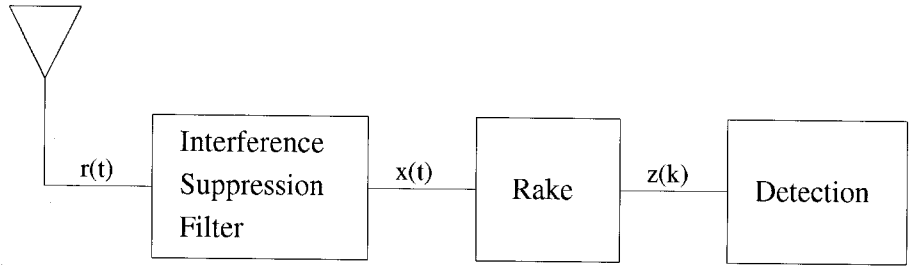 r(t)
Interference
Suppression
Filter
x(t)
Rake
z(k)
Detection